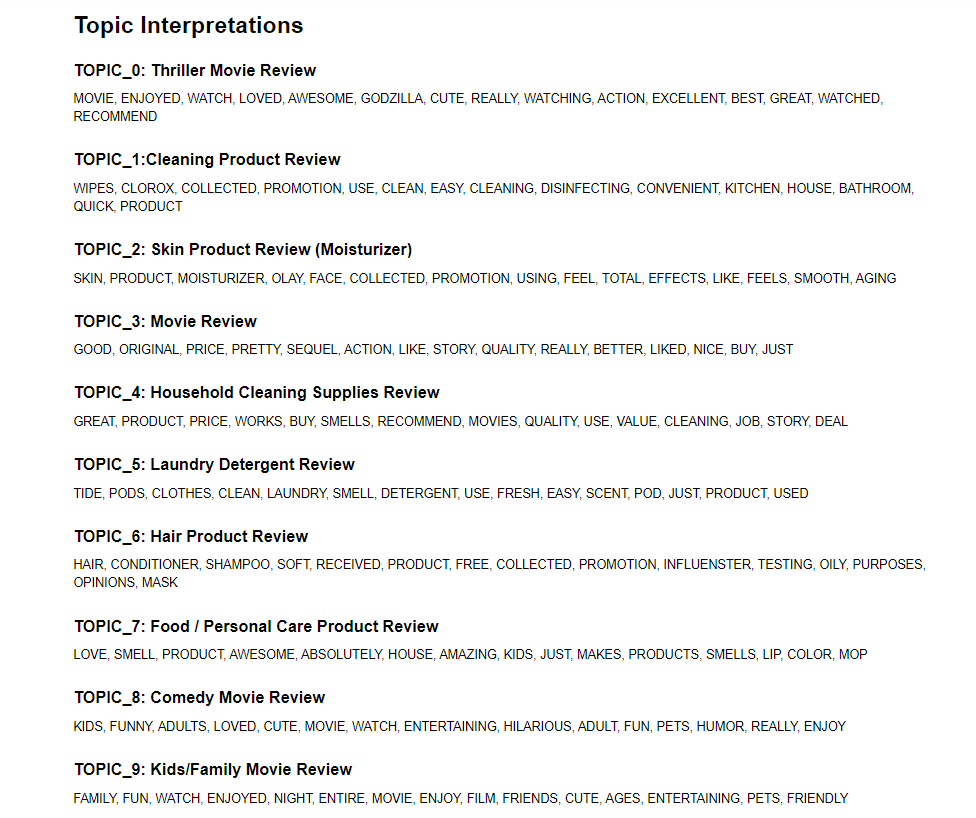 Topic Interpretations
TOPIC_0: Thriller Movie Review
MOVIE, ENJOYED, WATCH, LOVED, AWESOME, GODZILLA, CUTE, REALLY, WATCHING, ACTION, EXCELLENT, BEST, GREAT, WATCHED,
RECOMMEND
TOPIC_1:Cleaning Product Review
WIPES, CLOROX, COLLECTED, PROMOTION, USE, CLEAN, EASY, CLEANING, DISINFECTING, CONVENIENT, KITCHEN, HOUSE, BATHROOM,
QUICK, PRODUCT
TOPIC_2: Skin Product Review (Moisturizer)
SKIN, PRODUCT, MOISTURIZER, OLAY, FACE, COLLECTED, PROMOTION, USING, FEEL, TOTAL, EFFECTS, LIKE, FEELS, SMOOTH, AGING
TOPIC_3: Movie Review
GOOD, ORIGINAL, PRICE, PRETTY, SEQUEL, ACTION, LIKE, STORY, QUALITY, REALLY, BETTER, LIKED, NICE, BUY, JUST
TOPIC_4: Household Cleaning Supplies Review
GREAT, PRODUCT, PRICE, WORKS, BUY, SMELLS, RECOMMEND, MOVIES, QUALITY, USE, VALUE, CLEANING, JOB, STORY, DEAL
TOPIC_5: Laundry Detergent Review
TIDE, PODS, CLOTHES, CLEAN, LAUNDRY, SMELL, DETERGENT, USE, FRESH, EASY, SCENT, POD, JUST, PRODUCT, USED
TOPIC_6: Hair Product Review
HAIR, CONDITIONER, SHAMPOO, SOFT, RECEIVED, PRODUCT, FREE, COLLECTED, PROMOTION, INFLUENSTER, TESTING, OILY, PURPOSES,
OPINIONS, MASK
TOPIC_7: Food / Personal Care Product Review
LOVE, SMELL, PRODUCT, AWESOME, ABSOLUTELY, HOUSE, AMAZING, KIDS, JUST, MAKES, PRODUCTS, SMELLS, LIP, COLOR, MOP
TOPIC_8: Comedy Movie Review
KIDS, FUNNY, ADULTS, LOVED, CUTE, MOVIE, WATCH, ENTERTAINING, HILARIOUS, ADULT, FUN, PETS, HUMOR, REALLY, ENJOY
TOPIC_9: Kids/Family Movie Review
FAMILY, FUN, WATCH, ENJOYED, NIGHT, ENTIRE, MOVIE, ENJOY, FILM, FRIENDS, CUTE, AGES, ENTERTAINING, PETS, FRIENDLY